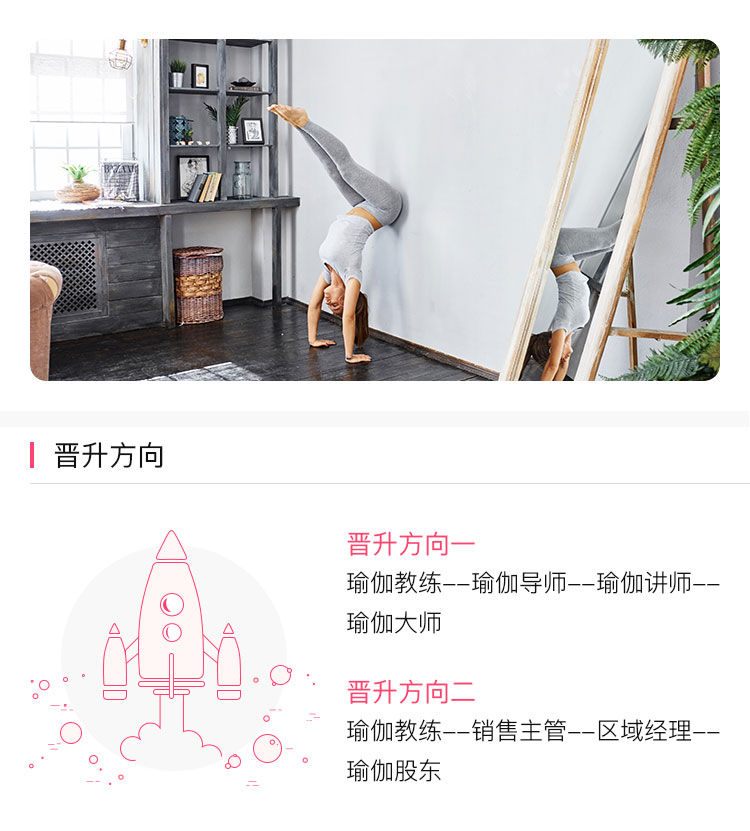 晋升方向
晋升方向一
瑜伽教练--瑜伽导师--瑜伽讲师--
瑜伽大师
晋升方向二
瑜伽教练--销售主管--区域经理--
瑜伽股东